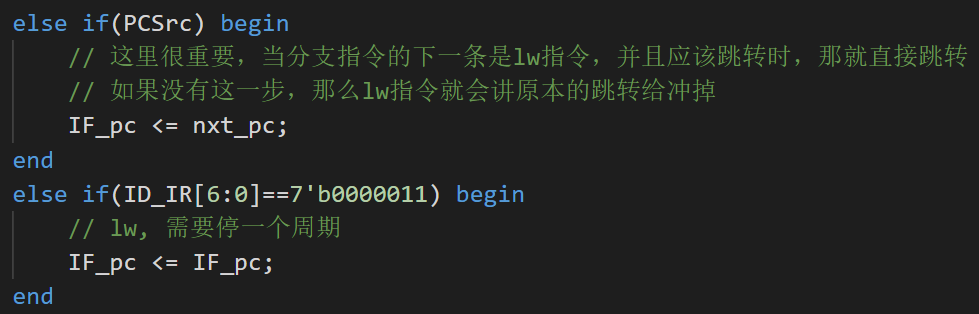 else if(PCSrc) begin
// 这里很重要，当分支指令的下一条是lw指令，并且应该跳转时，那就直接跳转
// 如果没有这一步，那么lw指令就会讲原本的跳转给冲掉
IF_pc <= nxt_pc;
end
else if(ID_IR[6:0]==7'b0000011) begin
// lw, 需要停一个周期
IF_pc <= IF_pc;
end